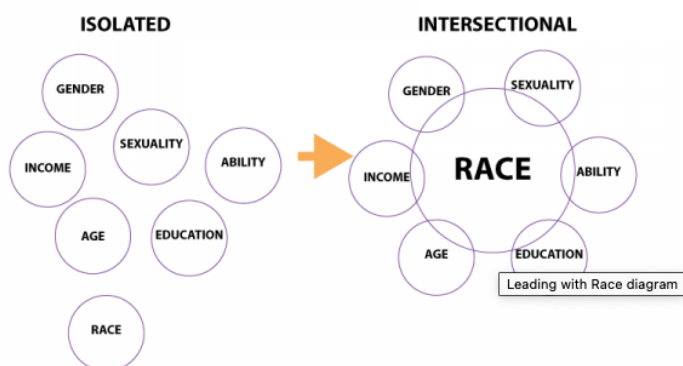 ISOLATED
GENDER
SEXUALITY
INCOME
ABILITY
AGE
EDUCATION
RACE
INTERSECTIONAL
GENDER
SEXUALITY
INCOME
RACE
ABILITY
AGE
EDUCATION
Leading with Race diagram